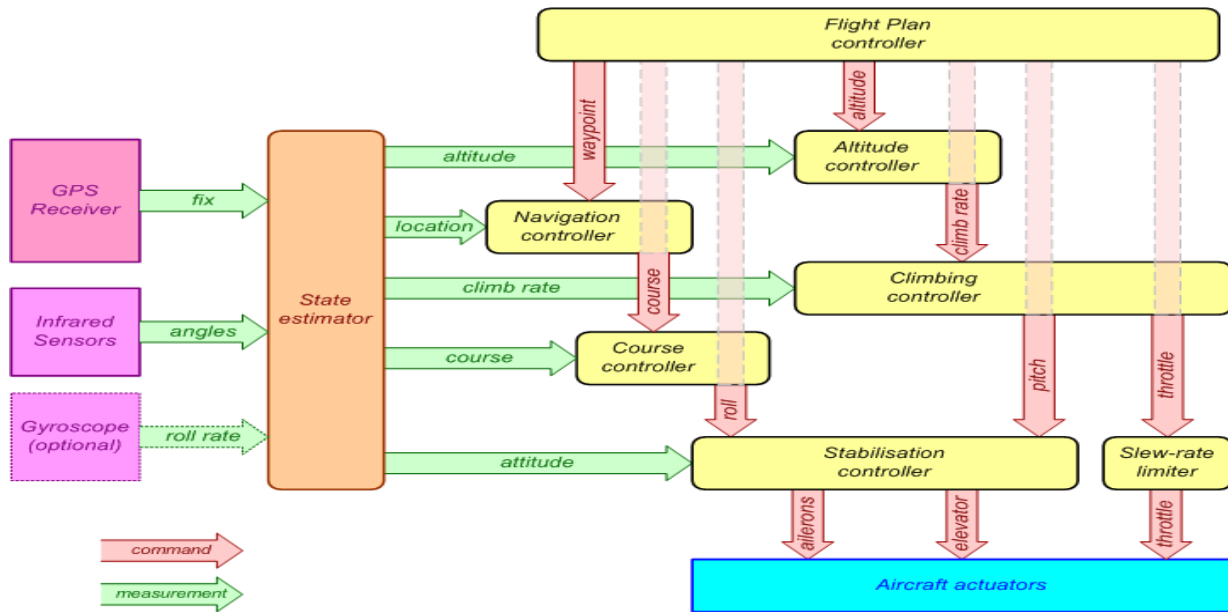 Flight Plan
controller
waypoint
altitude
GPS
Receiver
fix
State
estimator
altitude
Altitude
controller
location
Navigation
controller
climb rate
climb rate
Climbing
controller
Infrared
Sensors
angles
course
course
Course
controller
pitch
throttle
roll
Gyroscope
(optional)
roll rate
attitude
Stabilisation
controller
Slew-rate
limiter
ailerons
elevator
throttle
command
measurement
Aircraft actuators